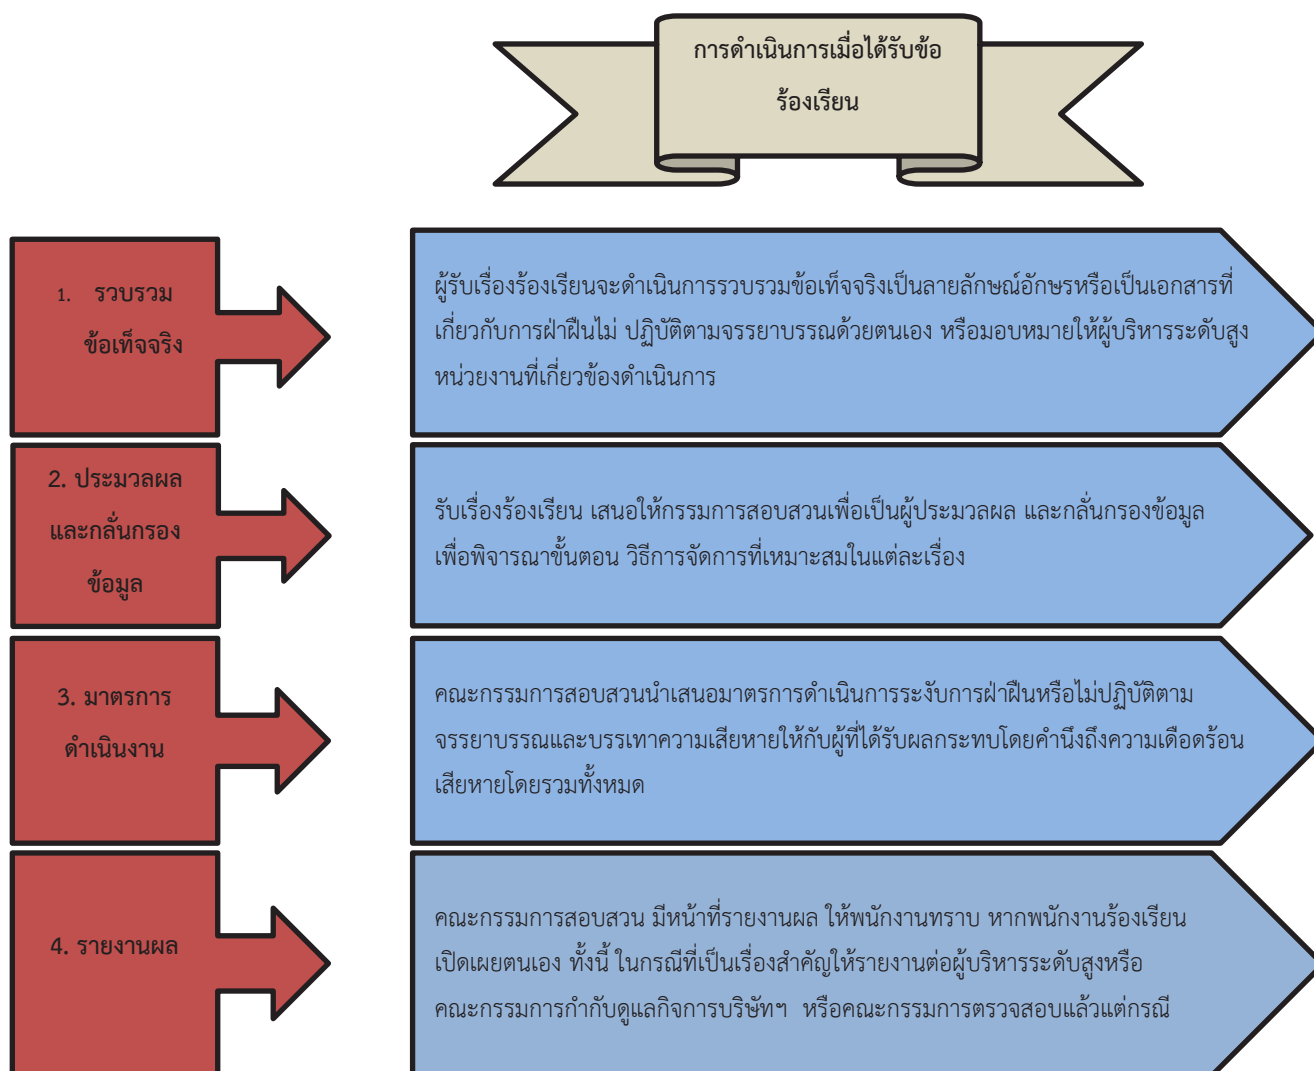 การดำเนินการเมื่อได้รับข้อ
ร้องเรียน
1. รวบรวม
ข้อเท็จจริง
ผู้รับเรื่องร้องเรียนจะดำเนินการรวบรวมข้อเท็จจริงเป็นลายลักษณ์อักษรหรือเป็นเอกสารที่
เกี่ยวกับการฝ่าฝืนไม่ ปฏิบัติตามจรรยาบรรณด้วยตนเอง หรือมอบหมายให้ผู้บริหารระดับสูง
หน่วยงานที่เกี่ยวข้องดำเนินการ
2. ประมวลผล
และกลั่นกรอง
ข้อมูล
รับเรื่องร้องเรียน เสนอให้กรรมการสอบสวนเพื่อเป็นผู้ประมวลผล และกลั่นกรองข้อมูล
เพื่อพิจารณาขั้นตอน วิธีการจัดการที่เหมาะสมในแต่ละเรื่อง
3. มาตรการ
ดำเนินงาน
คณะกรรมการสอบสวนนำเสนอมาตรการดำเนินการระงับการฝ่าฝืนหรือไม่ปฏิบัติตาม
จรรยาบรรณและบรรเทาความเสียหายให้กับผู้ที่ได้รับผลกระทบโดยคำนึงถึงความเดือดร้อน
เสียหายโดยรวมทั้งหมด
4. รายงานผล
คณะกรรมการสอบสวน มีหน้าที่รายงานผล ให้พนักงานทราบ หากพนักงานร้องเรียน
เปิดเผยตนเอง ทั้งนี้ ในกรณีที่เป็นเรื่องสำคัญให้รายงานต่อผู้บริหารระดับสูงหรือ
คณะกรรมการกำกับดูแลกิจการบริษัทฯ หรือคณะกรรมการตรวจสอบแล้วแต่กรณี